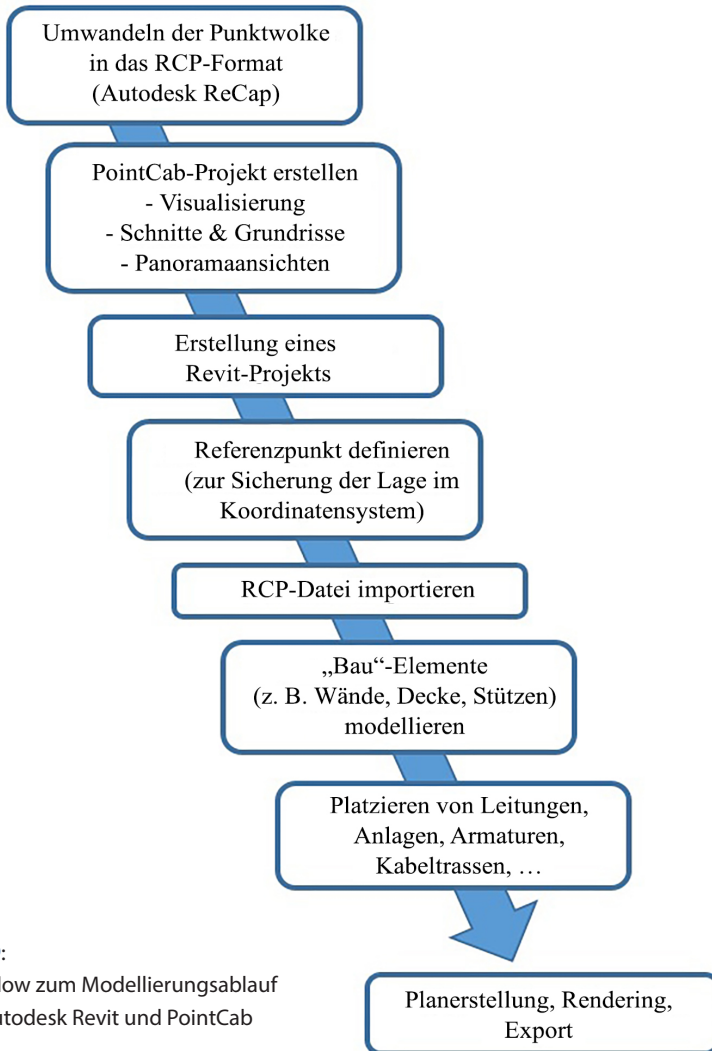 Umwandeln der Punktwolke
in das RCP-Format
(Autodesk ReCap)
PointCab-Projekt erstellen
- Visualisierung
- Schnitte & Grundrisse
- Panoramaansichten
Erstellung eines
Revit-Projekts
Referenzpunkt definieren
(zur Sicherung der Lage im
Koordinatensystem)
RCP-Datei importieren
„Bau“-Elemente
(z. B. Wände, Decke, Stützen)
modellieren
Platzieren von Leitungen,
Anlagen, Armaturen,
Kabeltrassen, …
Planerstellung, Rendering,
Export
:
zum Modellierungsablauf
Revit und PointCab